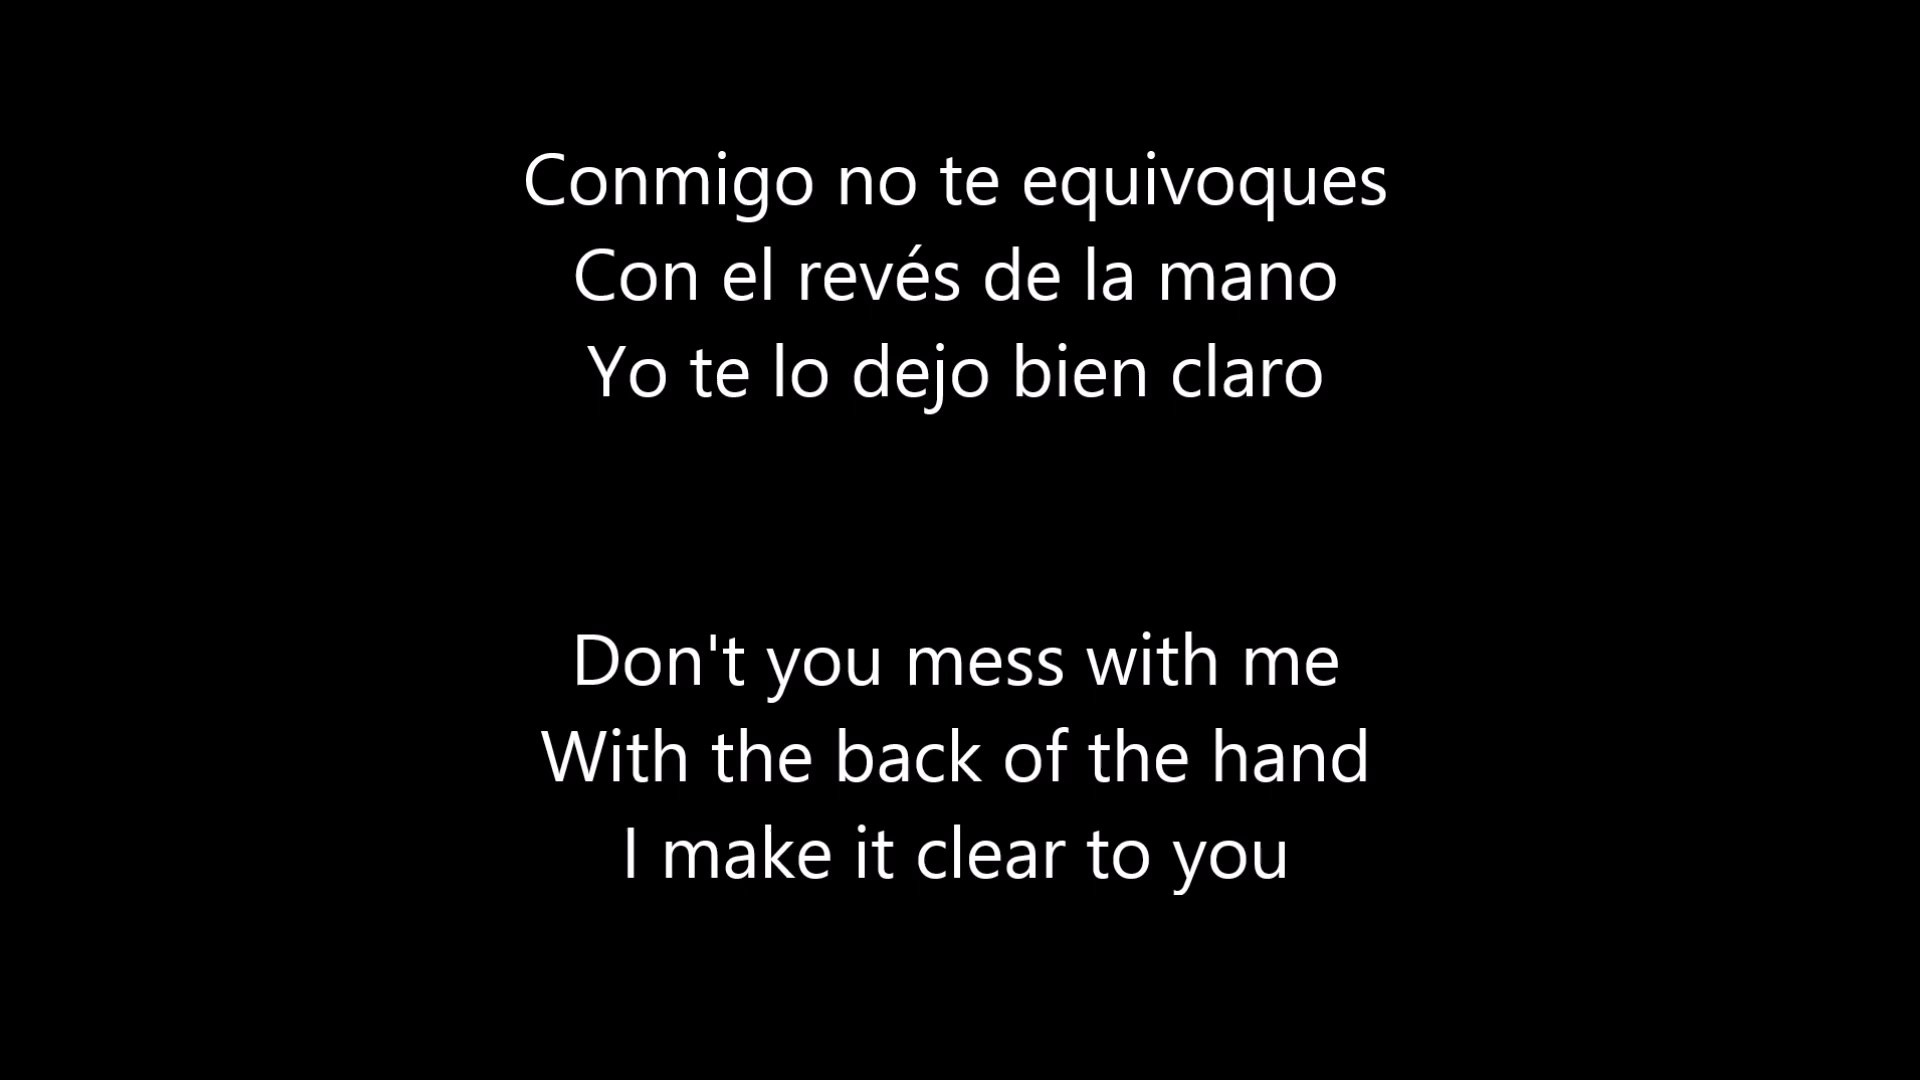 Conmigo no te equivoques
Con el revés de la mano
Yo te lo dejo bien claro
Don't you mess with me
With the back of the hand
I make it clear to you